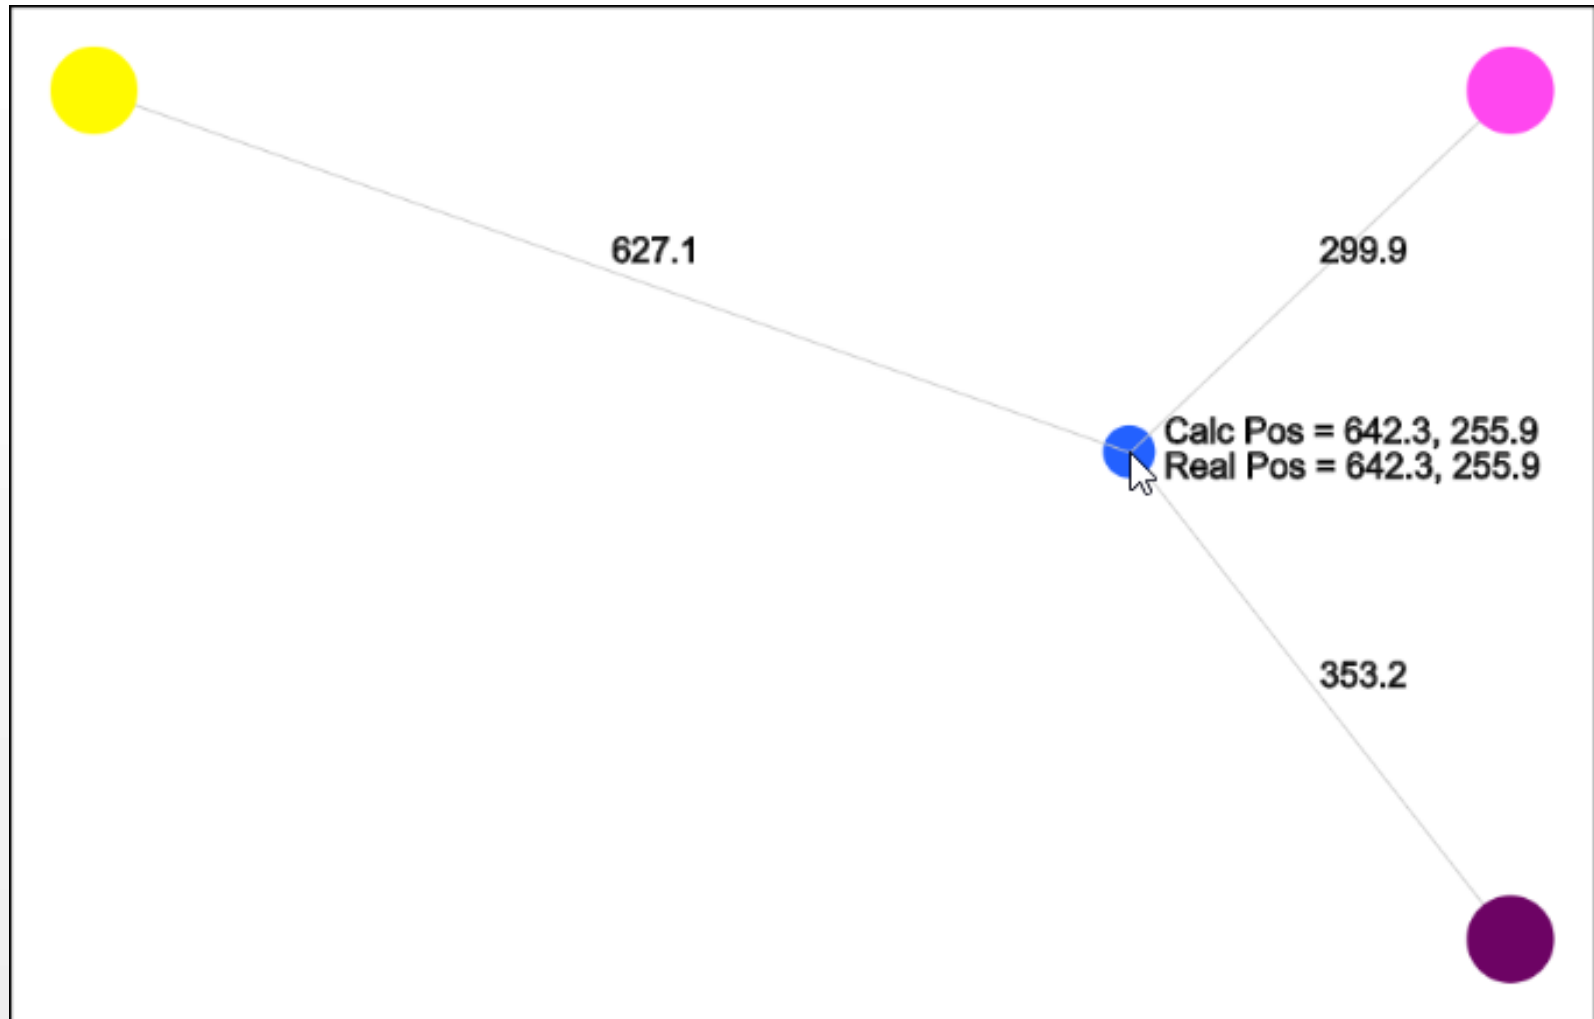 627.1
299.9
Calc Pos = 642.3, 255.9
Real Pos = 642.3, 255.9
353.2